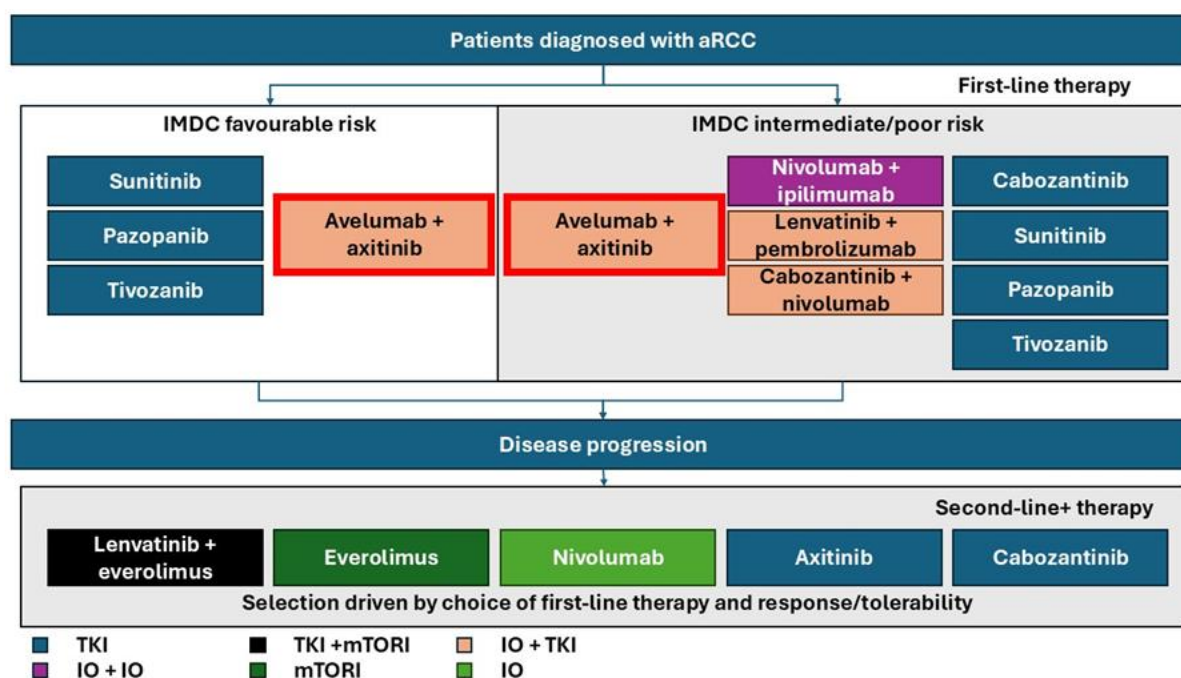 Patients diagnosed with aRCC
First-line therapy
IMDC favourable risk
Sunitinib
Pazopanib
Tivozanib
Avelumab +
axitinib
IMDC intermediate/poor risk
Avelumab +
axitinib
Nivolumab +
ipilimumab
Lenvatinib +
pembrolizumab
Cabozantinib +
nivolumab
Cabozantinib
Sunitinib
Pazopanib
Tivozanib
Disease progression
Second-line+ therapy
Lenvatinib +
everolimus
Everolimus
Nivolumab
Axitinib
Cabozantinib
Selection driven by choice of first-line therapy and response/tolerability
TKI
TKI +mTORI
IO + TKI
IO + IO
mTORI
IO